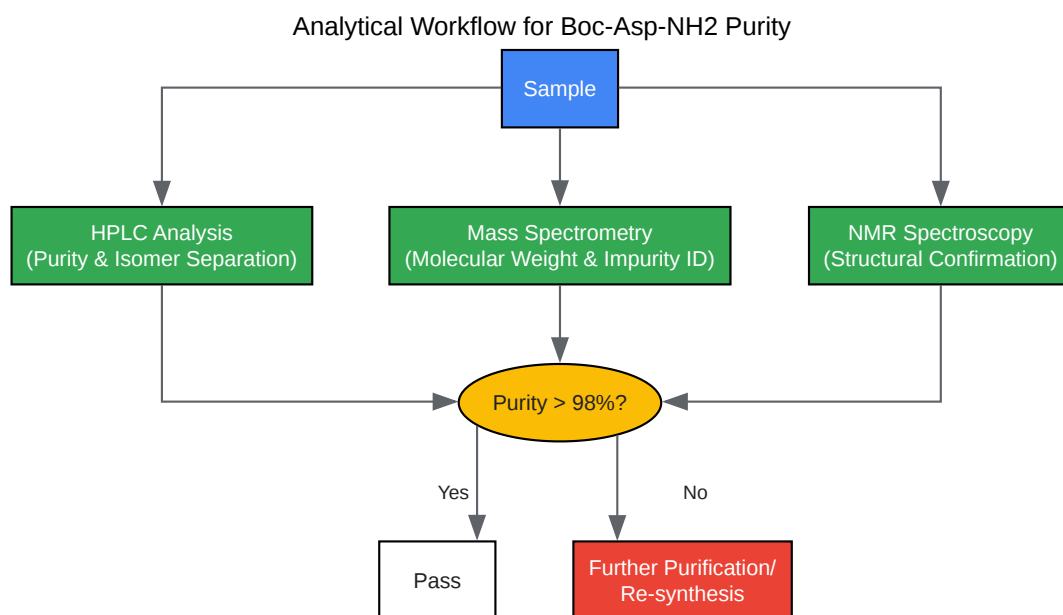 Analytical Workflow for Boc-Asp-NH2 Purity
Sample
HPLC Analysis
(Purity & Isomer Separation)
Mass Spectrometry
(Molecular Weight & Impurity ID)
NMR Spectroscopy
(Structural Confirmation)
Purity > 98%?
Yes
No
Pass
Further Purification/
Re-synthesis